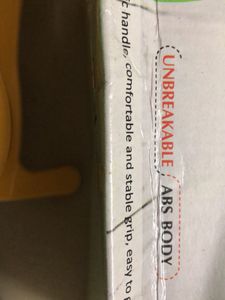 UNBREAKABLE ABS BODY
handle, comfortable and stable grip, easy to